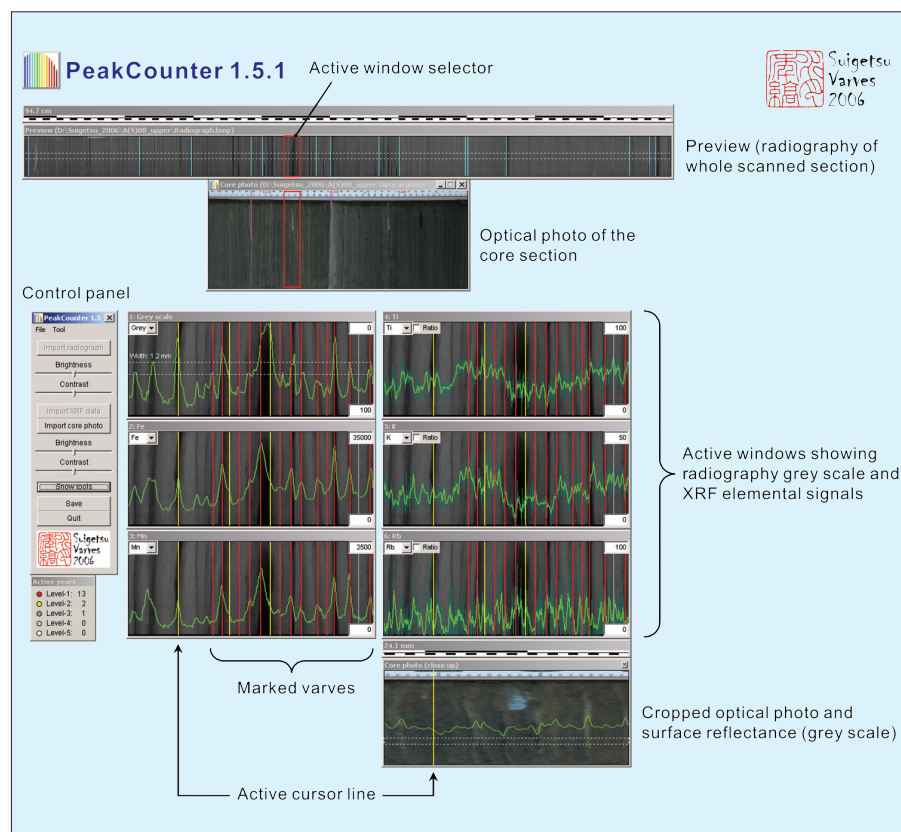 PeakCounter 1.5.1
Active window selector
Suigetsu
Varves
2006
94.7 cm
Preview (D:\Suigetsu_2006\A(S)00_upper\Radiograph.bmp)
Preview (radiography of
whole scanned section)
Core photo (D:\Suigetsu_2006\A(S)00_upper\Optical photo
Optical photo of the
core section
Control panel
PeakCounter 1.5
File Tool
Import radiograph
Brightness
Contrast
Import XRF data
Import core photo
Brightness
Contrast
Show tools
Save
Quit
Suigetsu
Varves
2006
Active years
Level-1: 13
Level-2: 2
Level-3: 1
Level-4: 0
Level-5: 0
1: Grey scale
Grey
0
Width: 1.2 mm
100
2: Fe
Fe
35000
0
3: Mn
Mn
2500
0
4: Ti
Ti Ratio
100
0
5: K
K Ratio
50
0
6: Rb
Rb Ratio
100
0
Active windows showing
radiography grey scale and
XRF elemental signals
24.1 mm
Core photo (close up)
Marked varves
Cropped optical photo and
surface reflectance (grey scale)
Active cursor line